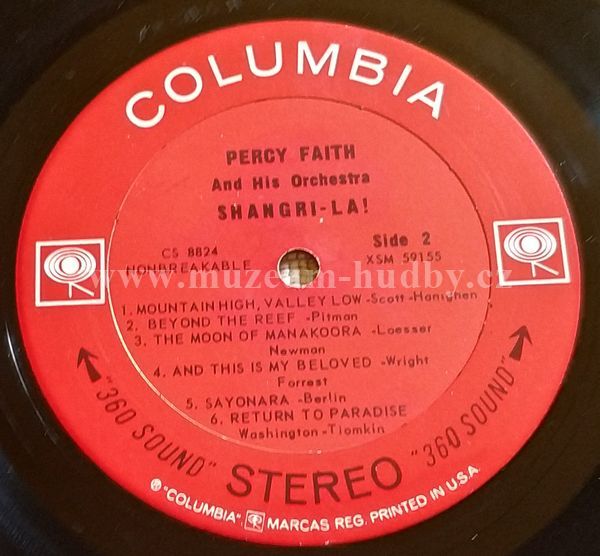 COLUMBIA
PERCY FAITH
And His Orchestra
SHANGRI-LA!
CS 8824
NONBREAKABLE
Side 2
XSM 59155
www.muzeum-hudby.cz
1. MOUNTAIN HIGH, VALLEY LOW -Scott -Hanighen
2. BEYOND THE REEF -Pitman
3. THE MOON OF MANAKOORA -Loesser
Newman
4. AND THIS IS MY BELOVED -Wright
Forrest
5. SAYONARA -Berlin
6. RETURN TO PARADISE
Washington -Tiomkin
"360 SOUND" STEREO "360 SOUND"
℗ "COLUMBIA", MARCAS REG. PRINTED IN U.S.A.